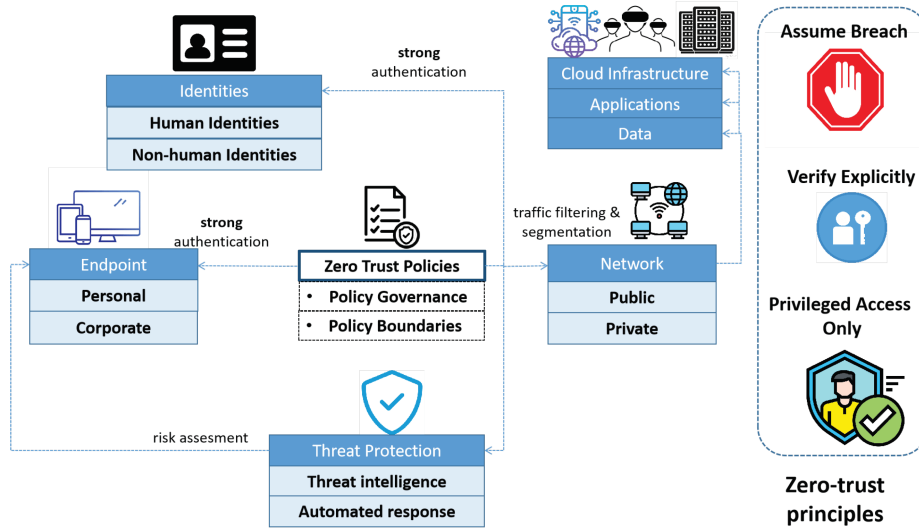 strong
authentication
Identities
Human Identities
Non-human Identities
Cloud Infrastructure
Applications
Data
strong
authentication
Endpoint
Personal
Corporate
Zero Trust Policies
• Policy Governance
• Policy Boundaries
traffic filtering &
segmentation
Network
Public
Private
risk assesment
Threat Protection
Threat intelligence
Automated response
Assume Breach
Verify Explicitly
Privileged Access
Only
Zero-trust
principles